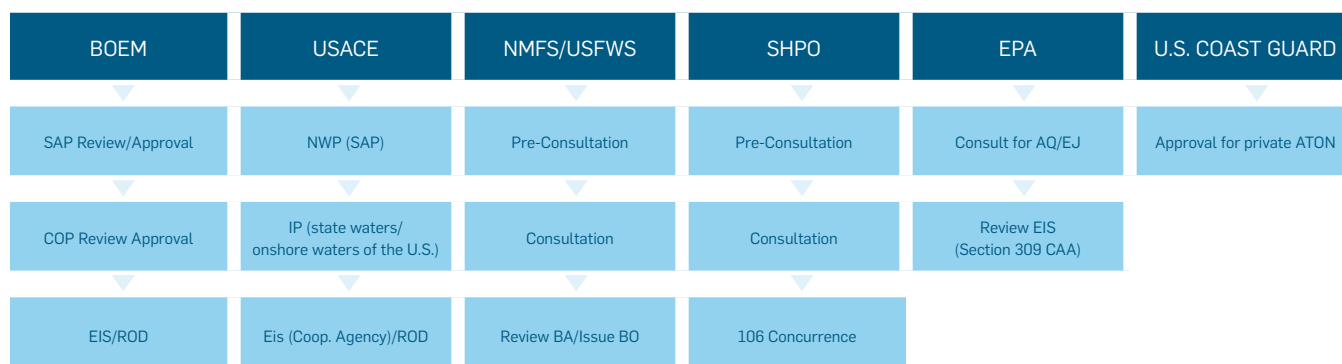 BOEM
USACE
NMFS/USFWS
SHPO
EPA
U.S. COAST GUARD
SAP Review/Approval
NWP (SAP)
Pre-Consultation
Pre-Consultation
Consult for AQ/EJ
Approval for private ATON
COP Review Approval
IP (state waters/
onshore waters of the U.S.)
Consultation
Consultation
Review EIS
(Section 309 CAA)
EIS/ROD
Eis (Coop. Agency)/ROD
Review BA/Issue BO
106 Concurrence